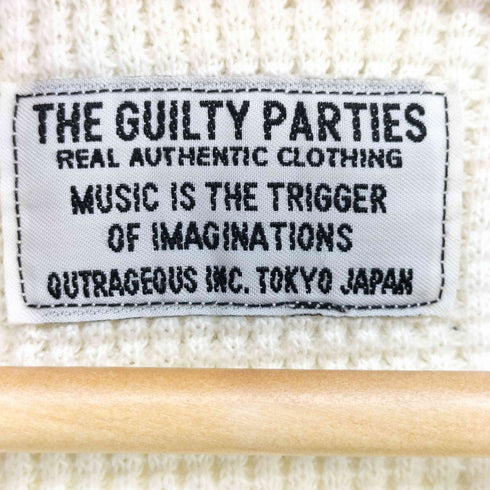 THE GUILTY PARTIES
REAL AUTHENTIC CLOTHING
MUSIC IS THE TRIGGER
OF IMAGINATIONS
OUTRAGEOUS INC. TOKYO JAPAN